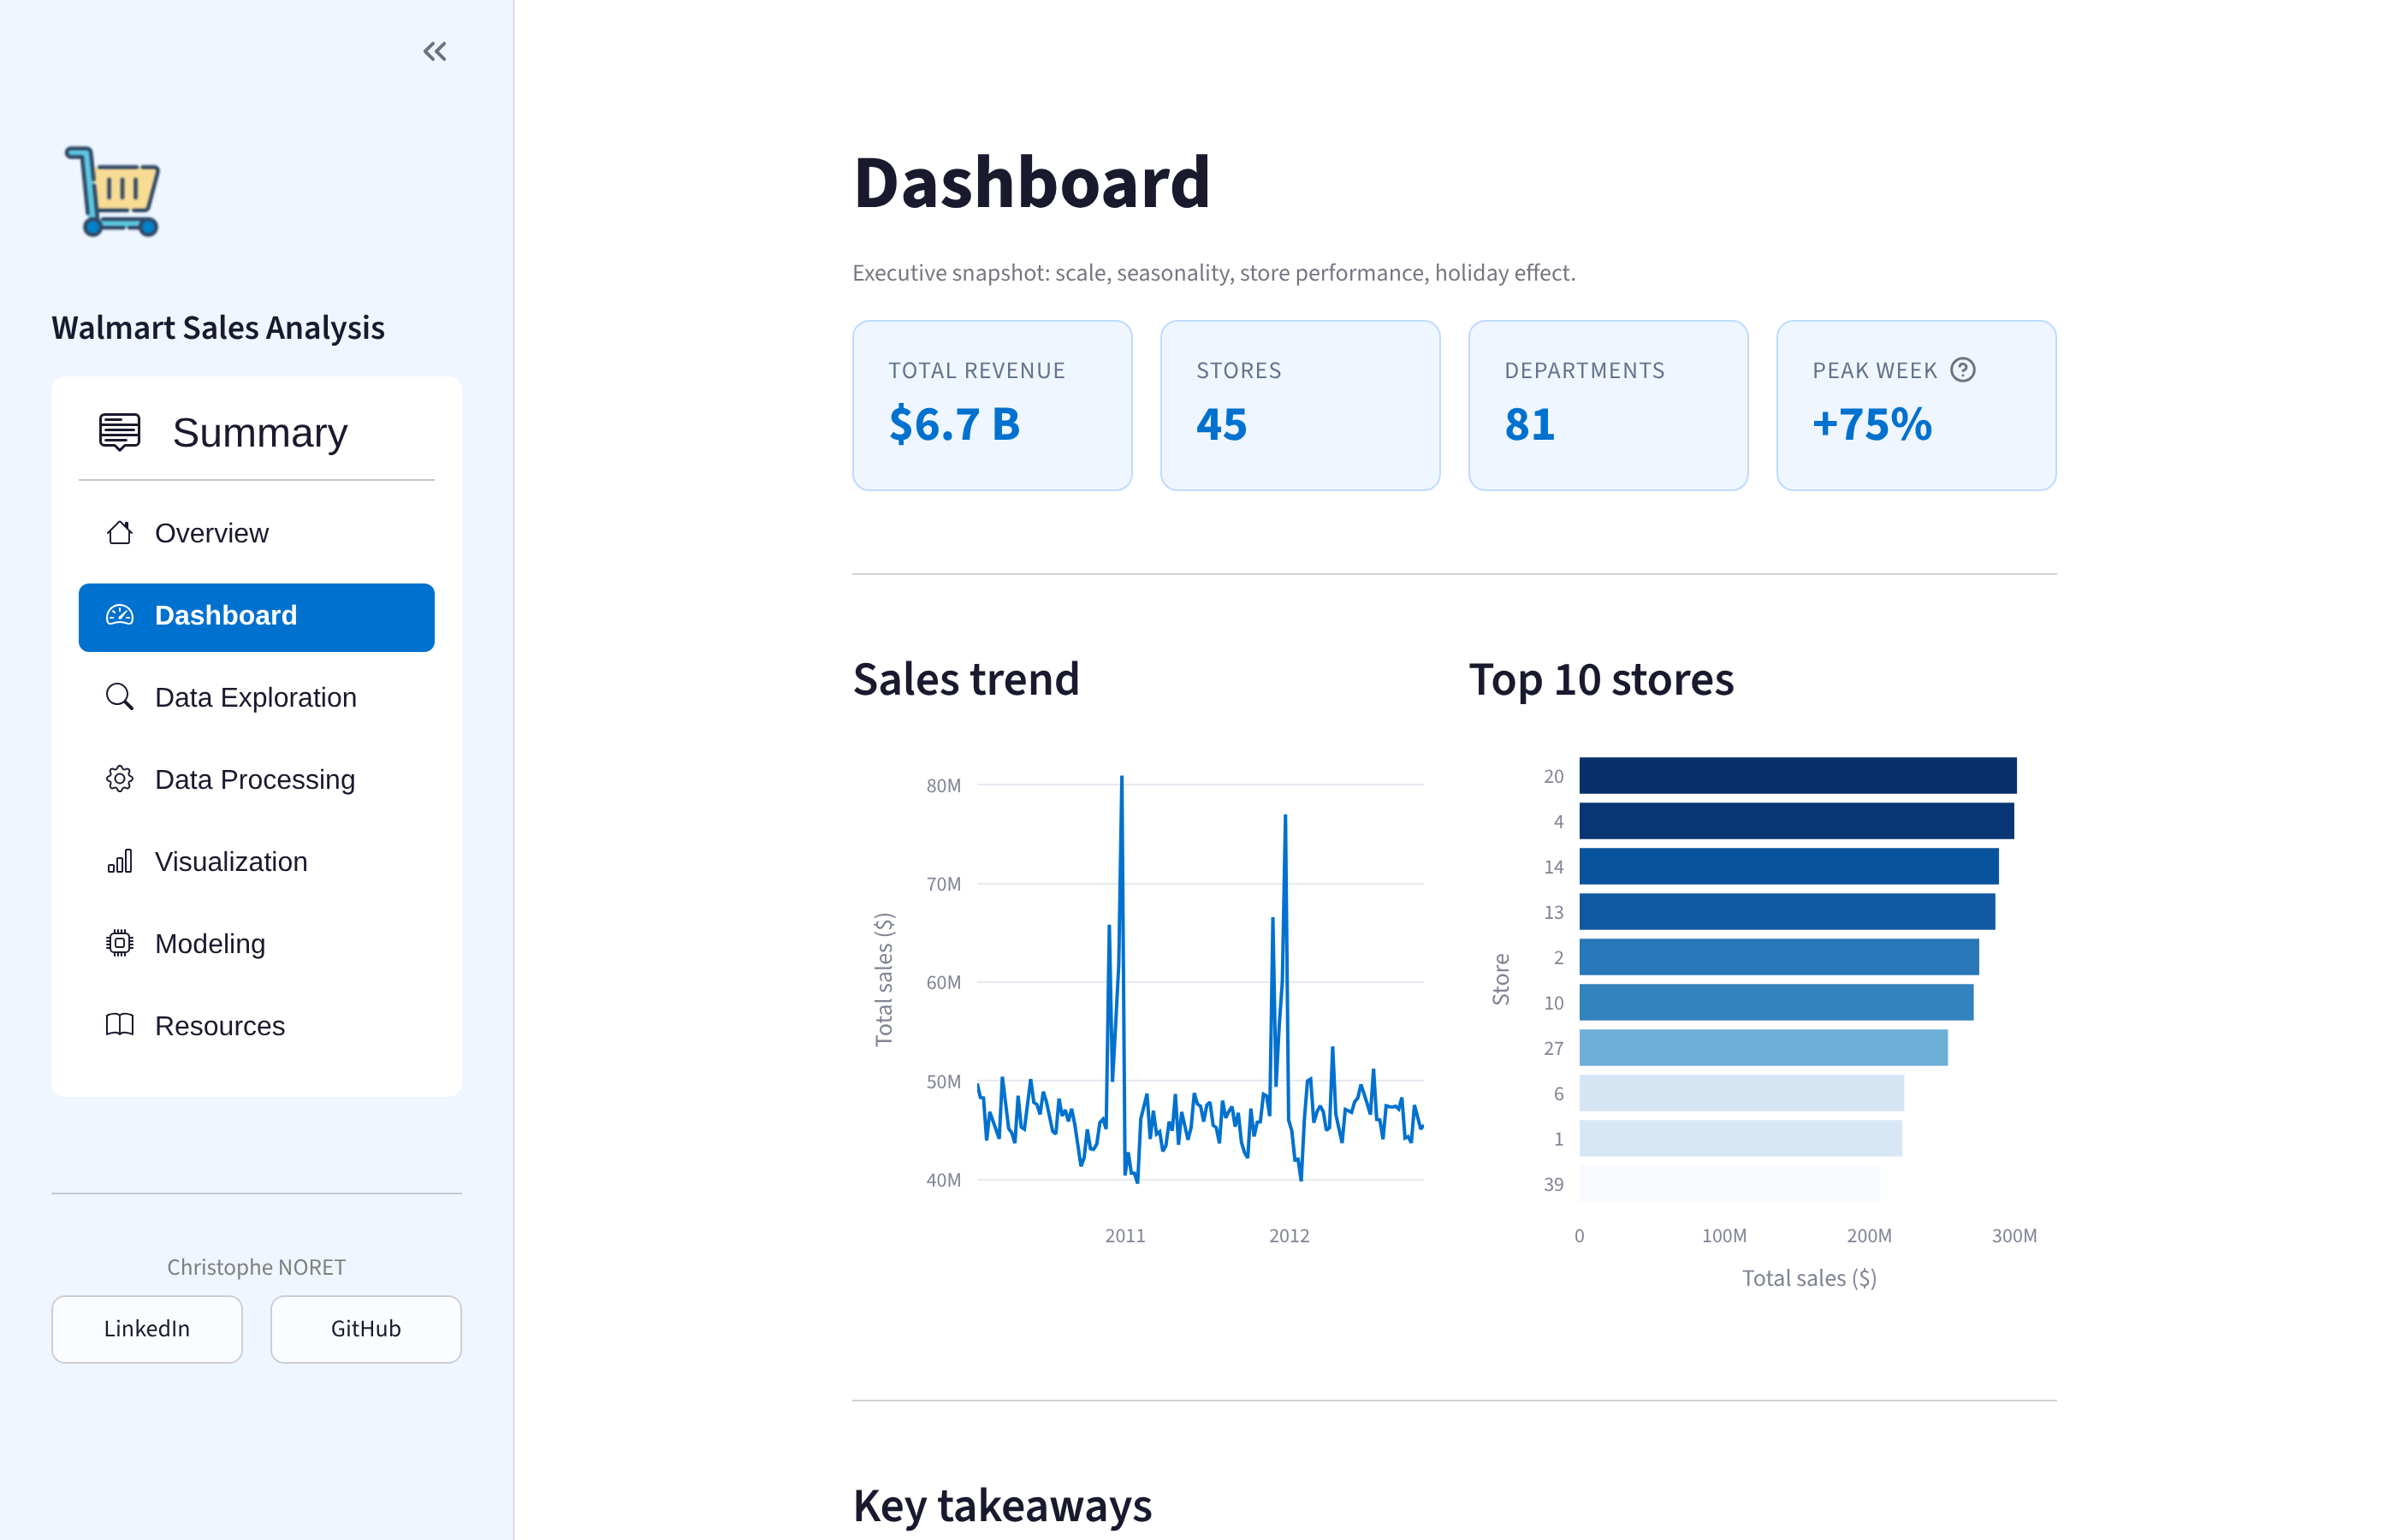 Walmart Sales Analysis
Summary
Overview
Dashboard
Data Exploration
Data Processing
Visualization
Modeling
Resources
Christophe NORET
LinkedIn
GitHub
Dashboard
Executive snapshot: scale, seasonality, store performance, holiday effect.
TOTAL REVENUE
$6.7 B
STORES
45
DEPARTMENTS
81
PEAK WEEK
+75%
Sales trend
80M
70M
60M
50M
40M
Total sales ($)
2011
2012
Top 10 stores
20
4
14
13
2
10
27
6
1
39
Store
0
100M
200M
300M
Total sales ($)
Key takeaways